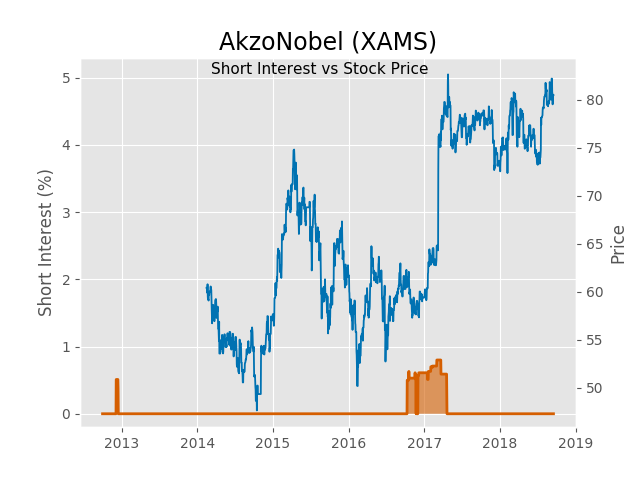 AkzoNobel (XAMS)
Short Interest vs Stock Price
Short Interest (%)
5
4
3
2
1
0
80
75
70
65
60
55
50
Price
2013 2014 2015 2016 2017 2018 2019